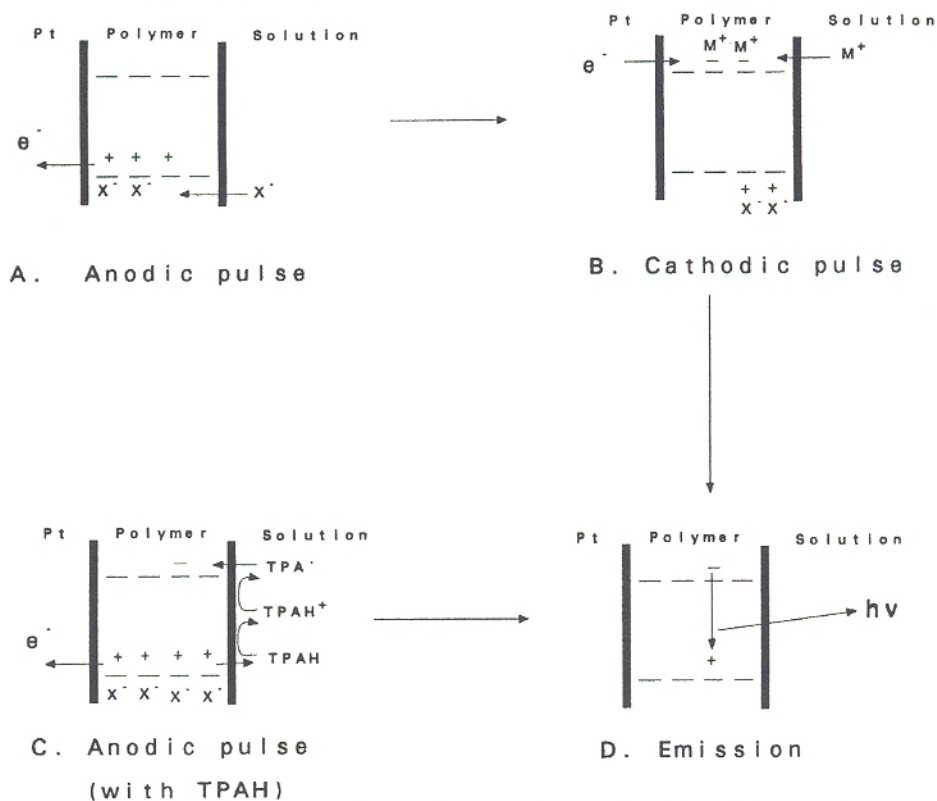 Pt Polymer Solution
e-
+ + +
X- X-
X-
A. Anodic pulse
Pt Polymer Solution
M+ M+
e-
M+
+ +
X- X-
B. Cathodic pulse
Pt Polymer Solution
TPA·
TPAH+
e-
+ + + +
TPAH
X- X- X- X-
C. Anodic pulse
(with TPAH)
Pt Polymer Solution
hv
+
D. Emission